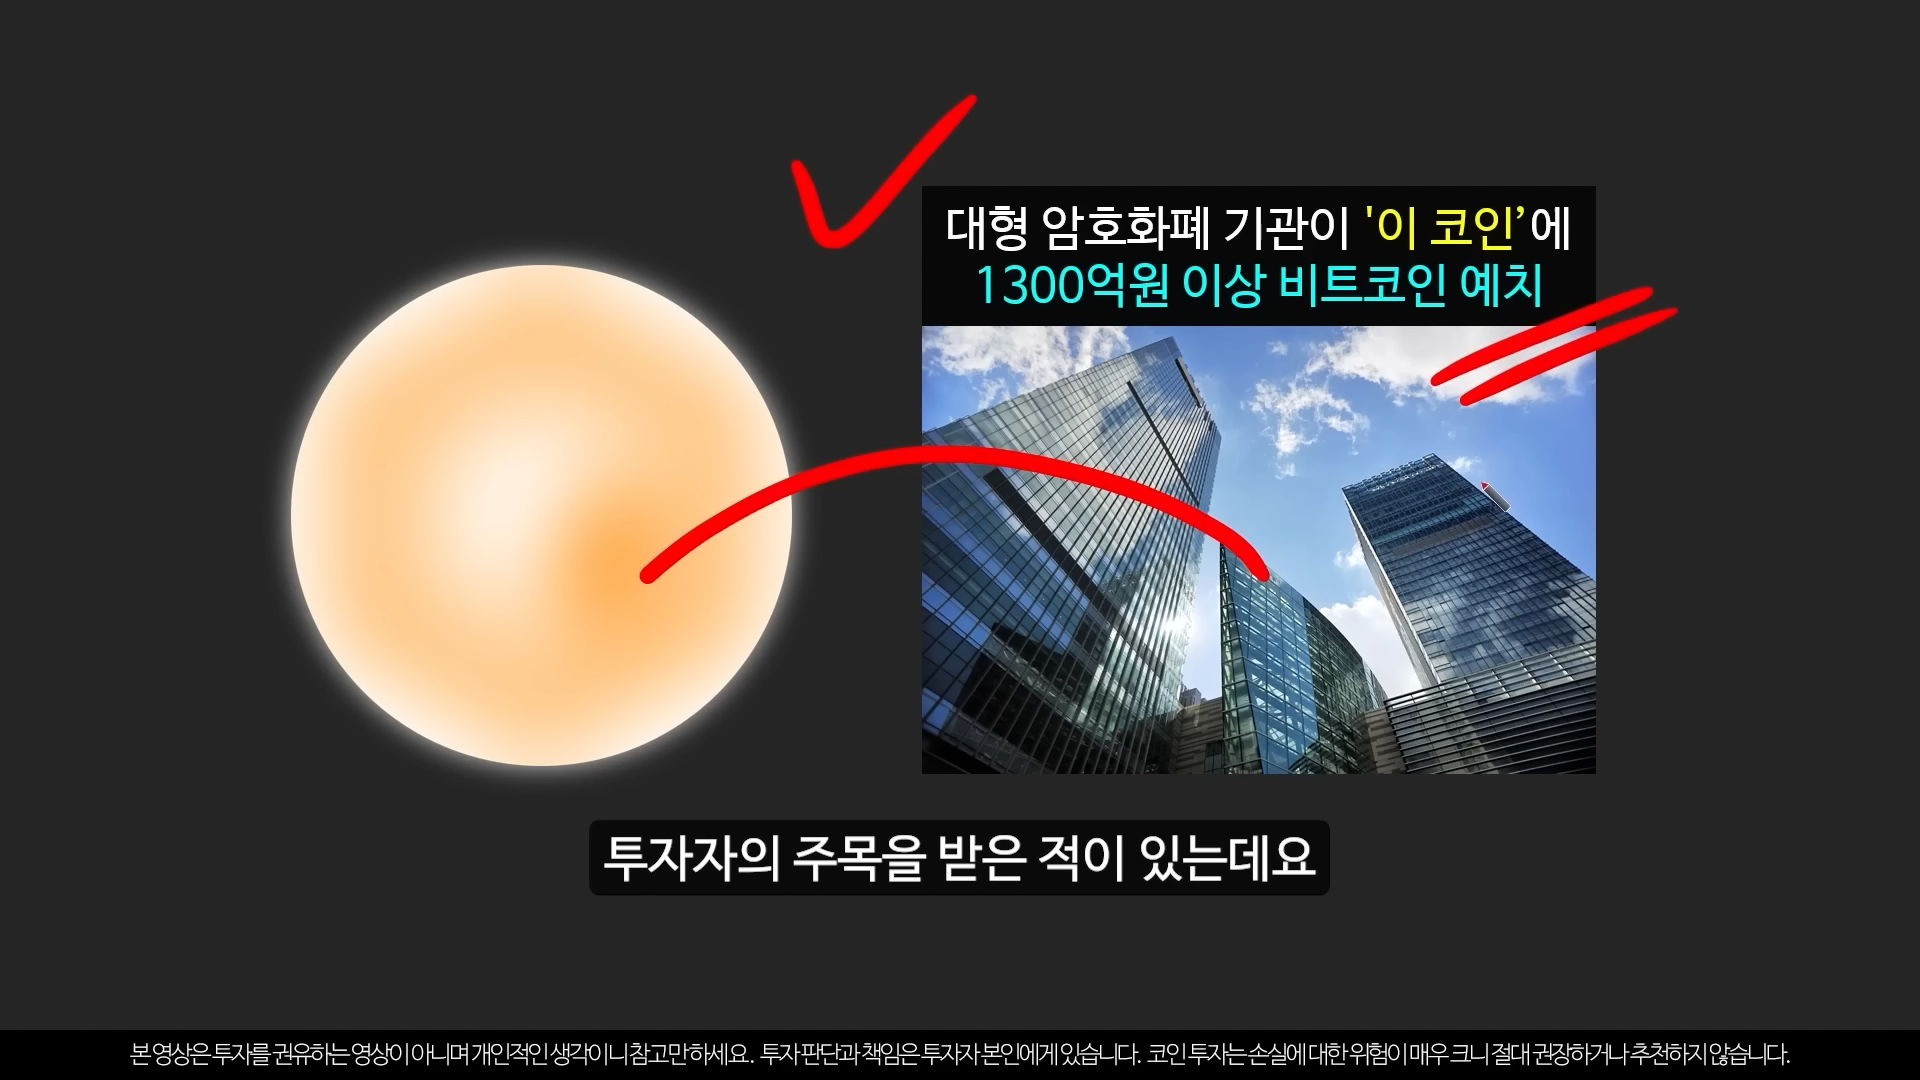 대형 암호화폐 기관이 '이 코인’에
1300억원 이상 비트코인 예치
투자자의 주목을 받은 적이 있는데요
본 영상은 투자를 권유하는 영상이 아니며 개인적인 생각이니 참고만 하세요. 투자 판단과 책임은 투자자 본인에게 있습니다. 코인 투자는 손실에 대한 위험이 매우 크니 절대 권장하거나 추천하지 않습니다.